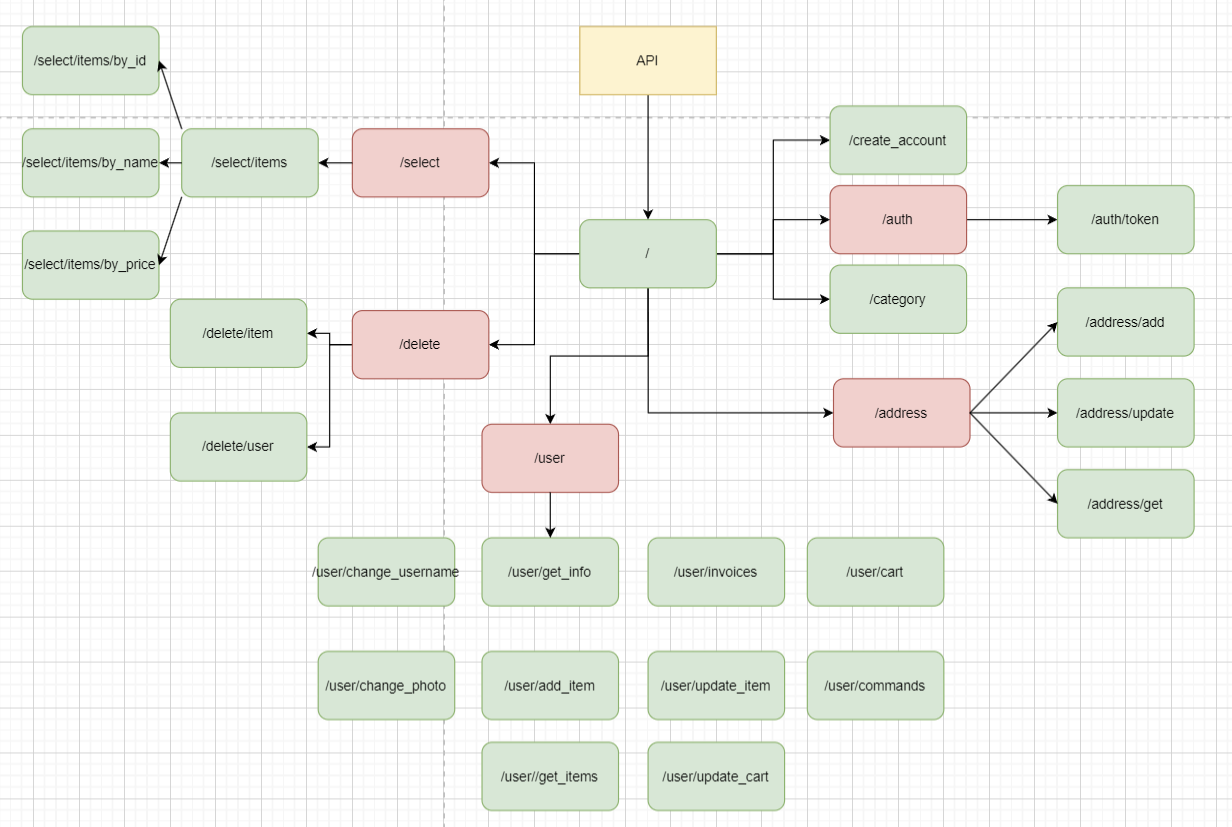 API
/select/items/by_id
/create_account
/select/items/by_name
/select/items
/select
/auth
/auth/token
/
/select/items/by_price
/category
/delete/item
/delete
/address/add
/address
/address/update
/delete/user
/user
/address/get
/user/change_username
/user/get_info
/user/invoices
/user/cart
/user/change_photo
/user/add_item
/user/update_item
/user/commands
/user//get_items
/user/update_cart